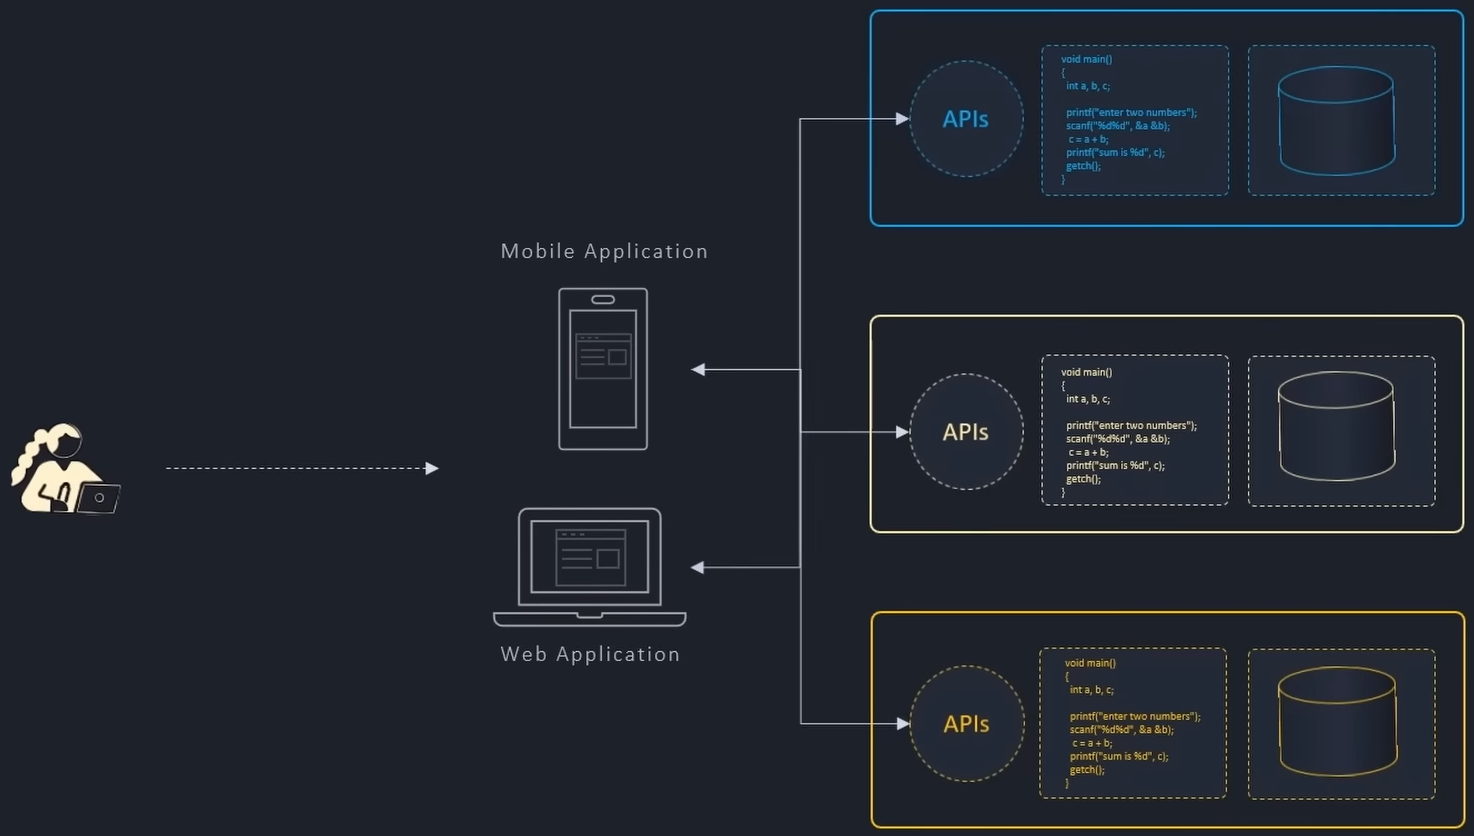 Mobile Application
Web Application
APIs
void main()
{
int a, b, c;
printf("enter two numbers");
scanf("%d%d", &a &b);
c = a + b;
printf("sum is %d", c);
getch();
}
APIs
void main()
{
int a, b, c;
printf("enter two numbers");
scanf("%d%d", &a &b);
c = a + b;
printf("sum is %d", c);
getch();
}
APIs
void main()
{
int a, b, c;
printf("enter two numbers");
scanf("%d%d", &a &b);
c = a + b;
printf("sum is %d", c);
getch();
}